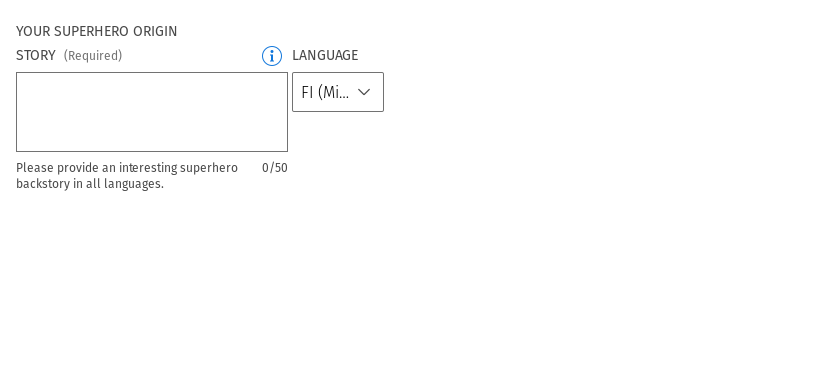 YOUR SUPERHERO ORIGIN
STORY (Required)
LANGUAGE
FI (Mi...
Please provide an interesting superhero
backstory in all languages.
0/50